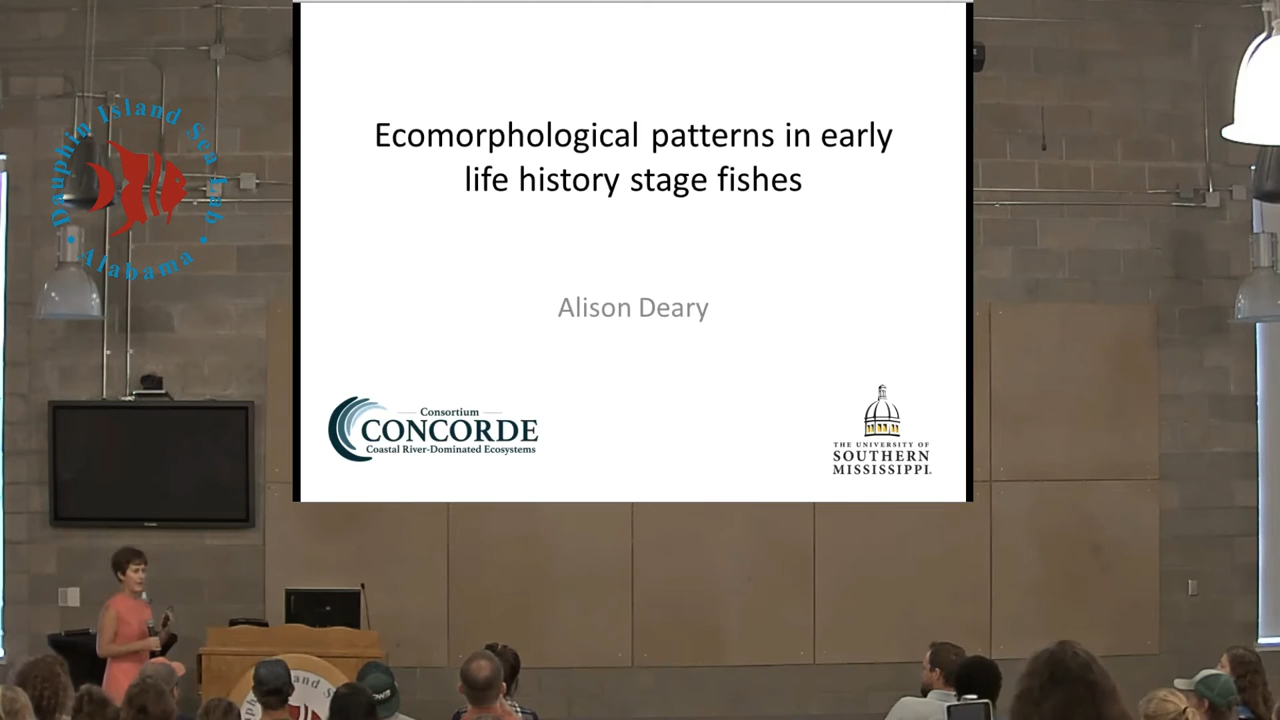 Ecomorphological patterns in early
life history stage fishes
Alison Deary
Consortium
CONCORDE
Coastal River-Dominated Ecosystems
THE UNIVERSITY OF
SOUTHERN
MISSISSIPPI
Dauphin Island Sea Lab
Alabama
and S